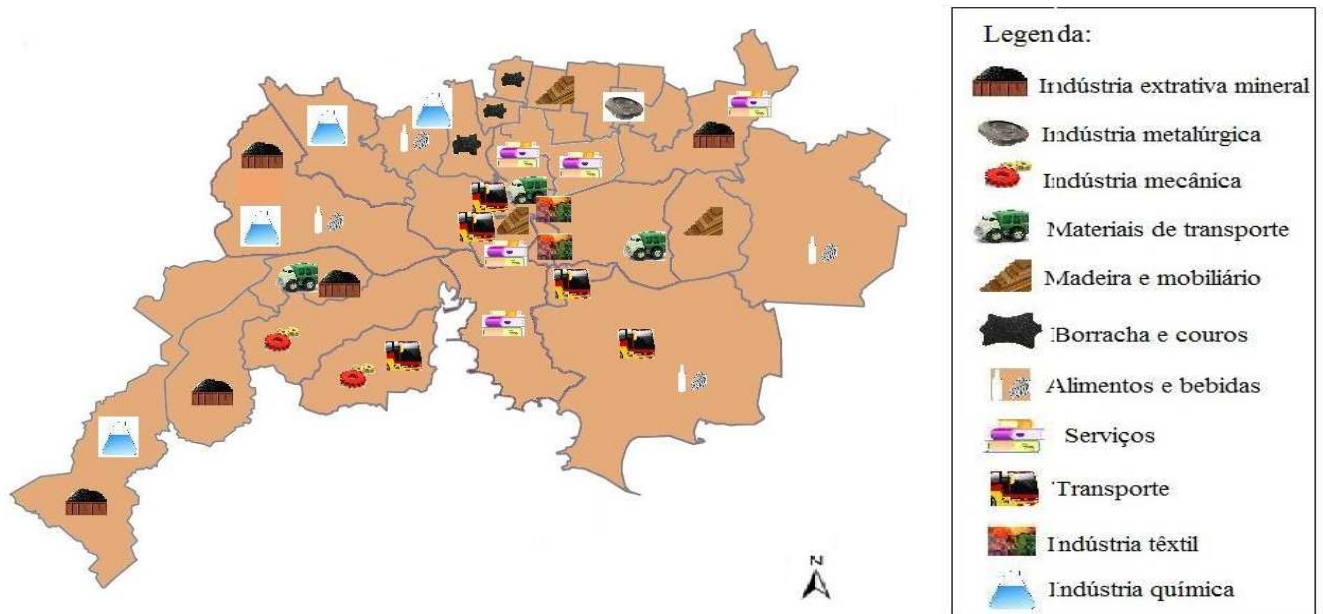 Legenda:
Indústria extrativa mineral
Indústria metalúrgica
Indústria mecânica
Materiais de transporte
Madeira e mobiliário
Borracha e couros
Alimentos e bebidas
Serviços
Transporte
Indústria têxtil
Indústria química
N